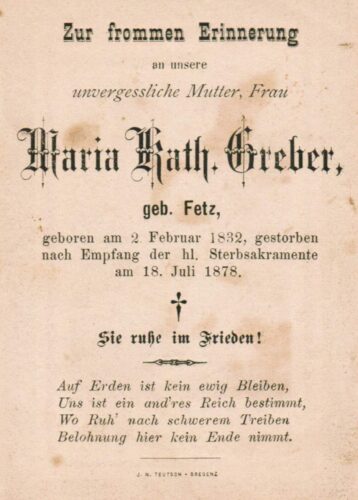 Zur frommen Erinnerung
an unsere
unvergessliche Mutter, Frau
Maria Kath. Greber,
geb. Fetz,
geboren am 2 Februar 1832, gestorben
nach Empfang der hl. Sterbsakramente
am 18. Juli 1878.
†
Sie ruhe im Frieden!
Auf Erden ist kein ewig Bleiben,
Uns ist ein and'res Reich bestimmt,
Wo Ruh' nach schwerem Treiben
Belohnung hier kein Ende nimmt.
J. N. TEUTSCH - BREGENZ